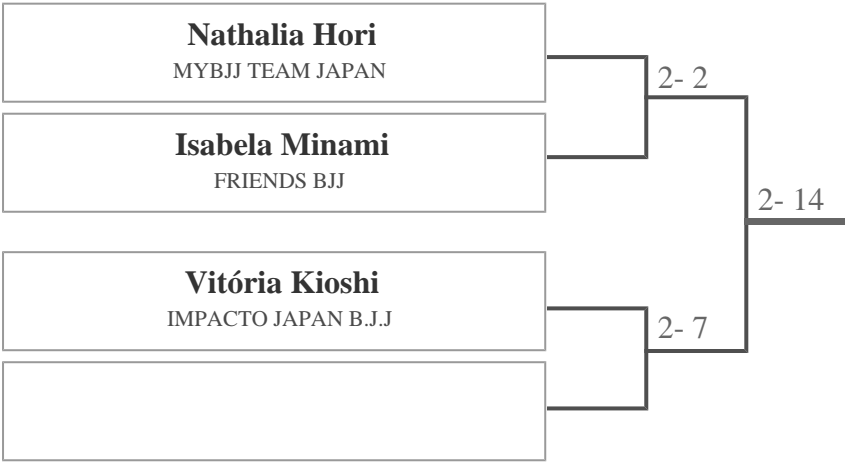 Nathalia Hori
MYBJJ TEAM JAPAN
2- 2
Isabela Minami
FRIENDS BJJ
2- 14
Vitória Kioshi
IMPACTO JAPAN B.J.J
2- 7